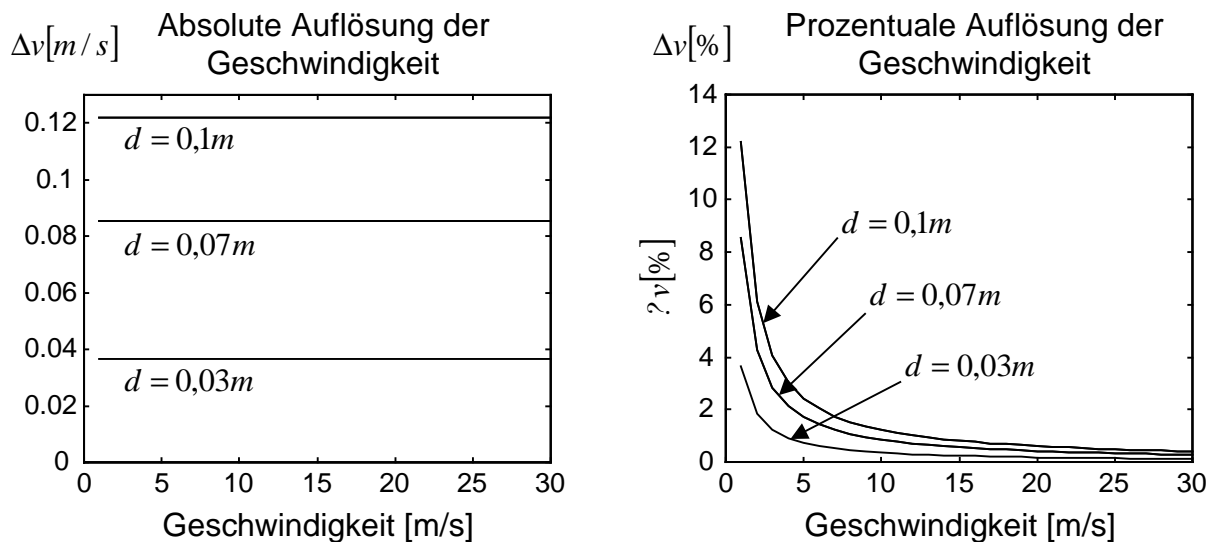 Δv[m/s]
Absolute Auflösung der
Geschwindigkeit
0.12
0.1
0.08
0.06
0.04
0.02
0
d = 0,1m
d = 0,07m
d = 0,03m
0 5 10 15 20 25 30
Geschwindigkeit [m/s]
Δv[%]
Prozentuale Auflösung der
Geschwindigkeit
? v[%]
14
12
10
8
6
4
2
0
d = 0,1m
d = 0,07m
d = 0,03m
0 5 10 15 20 25 30
Geschwindigkeit [m/s]